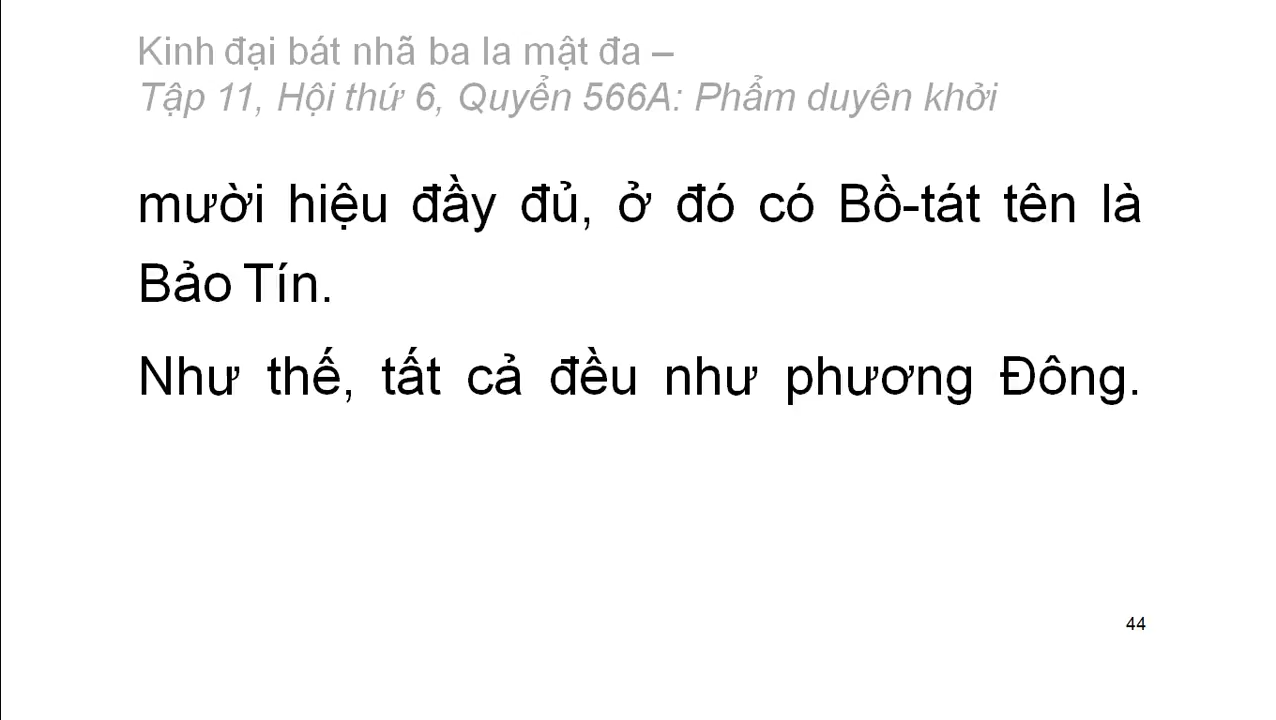 Kinh đại bát nhã ba la mật đa –
Tập 11, Hội thứ 6, Quyển 566A: Phẩm duyên khởi
mười hiệu đầy đủ, ở đó có Bồ-tát tên là
Bảo Tín.
Như thế, tất cả đều như phương Đông.
44